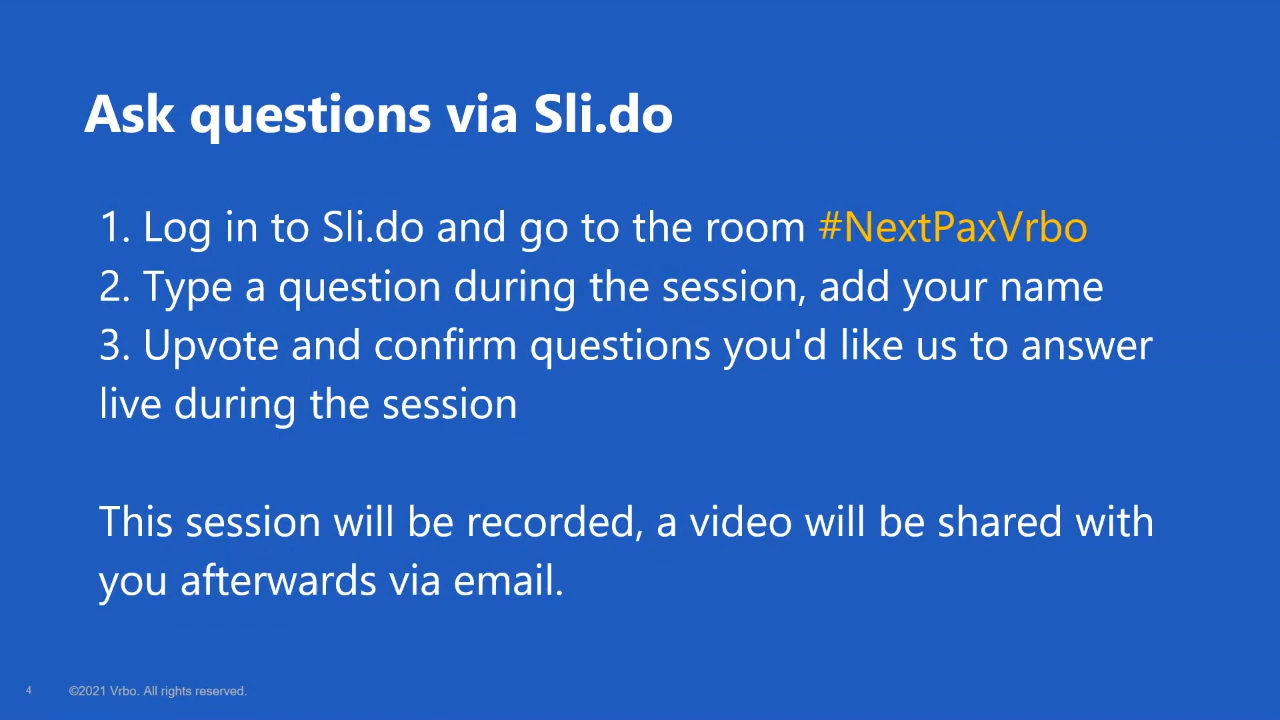 Ask questions via Sli.do
1. Log in to Sli.do and go to the room #NextPaxVrbo
2. Type a question during the session, add your name
3. Upvote and confirm questions you'd like us to answer
live during the session
This session will be recorded, a video will be shared with
you afterwards via email.
4 ©2021 Vrbo. All rights reserved.